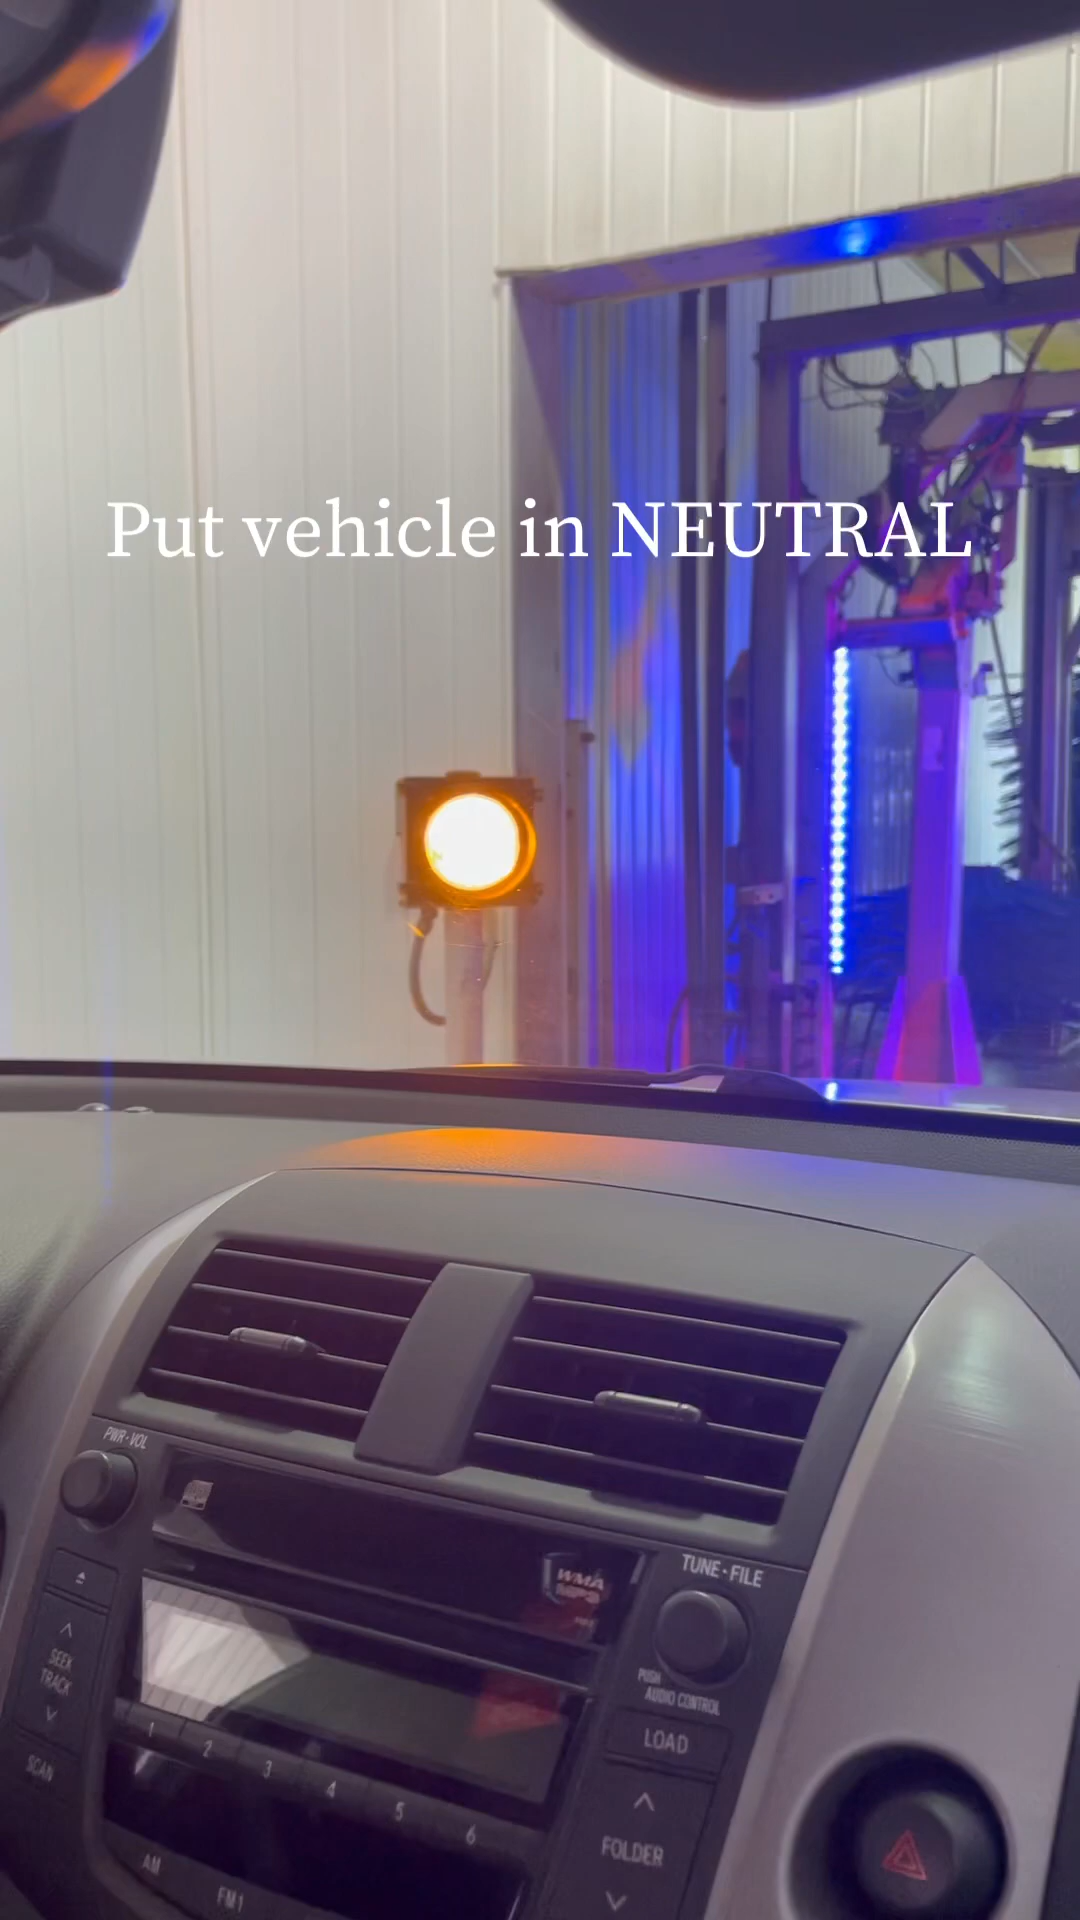 Put vehicle in NEUTRAL
PWR·VOL
WMA
TUNE·FILE
PUSH
AUDIO CONTROL
SEEK
TRACK
LOAD
SCAN
1 2 3 4 5 6
FOLDER
AM
FM1